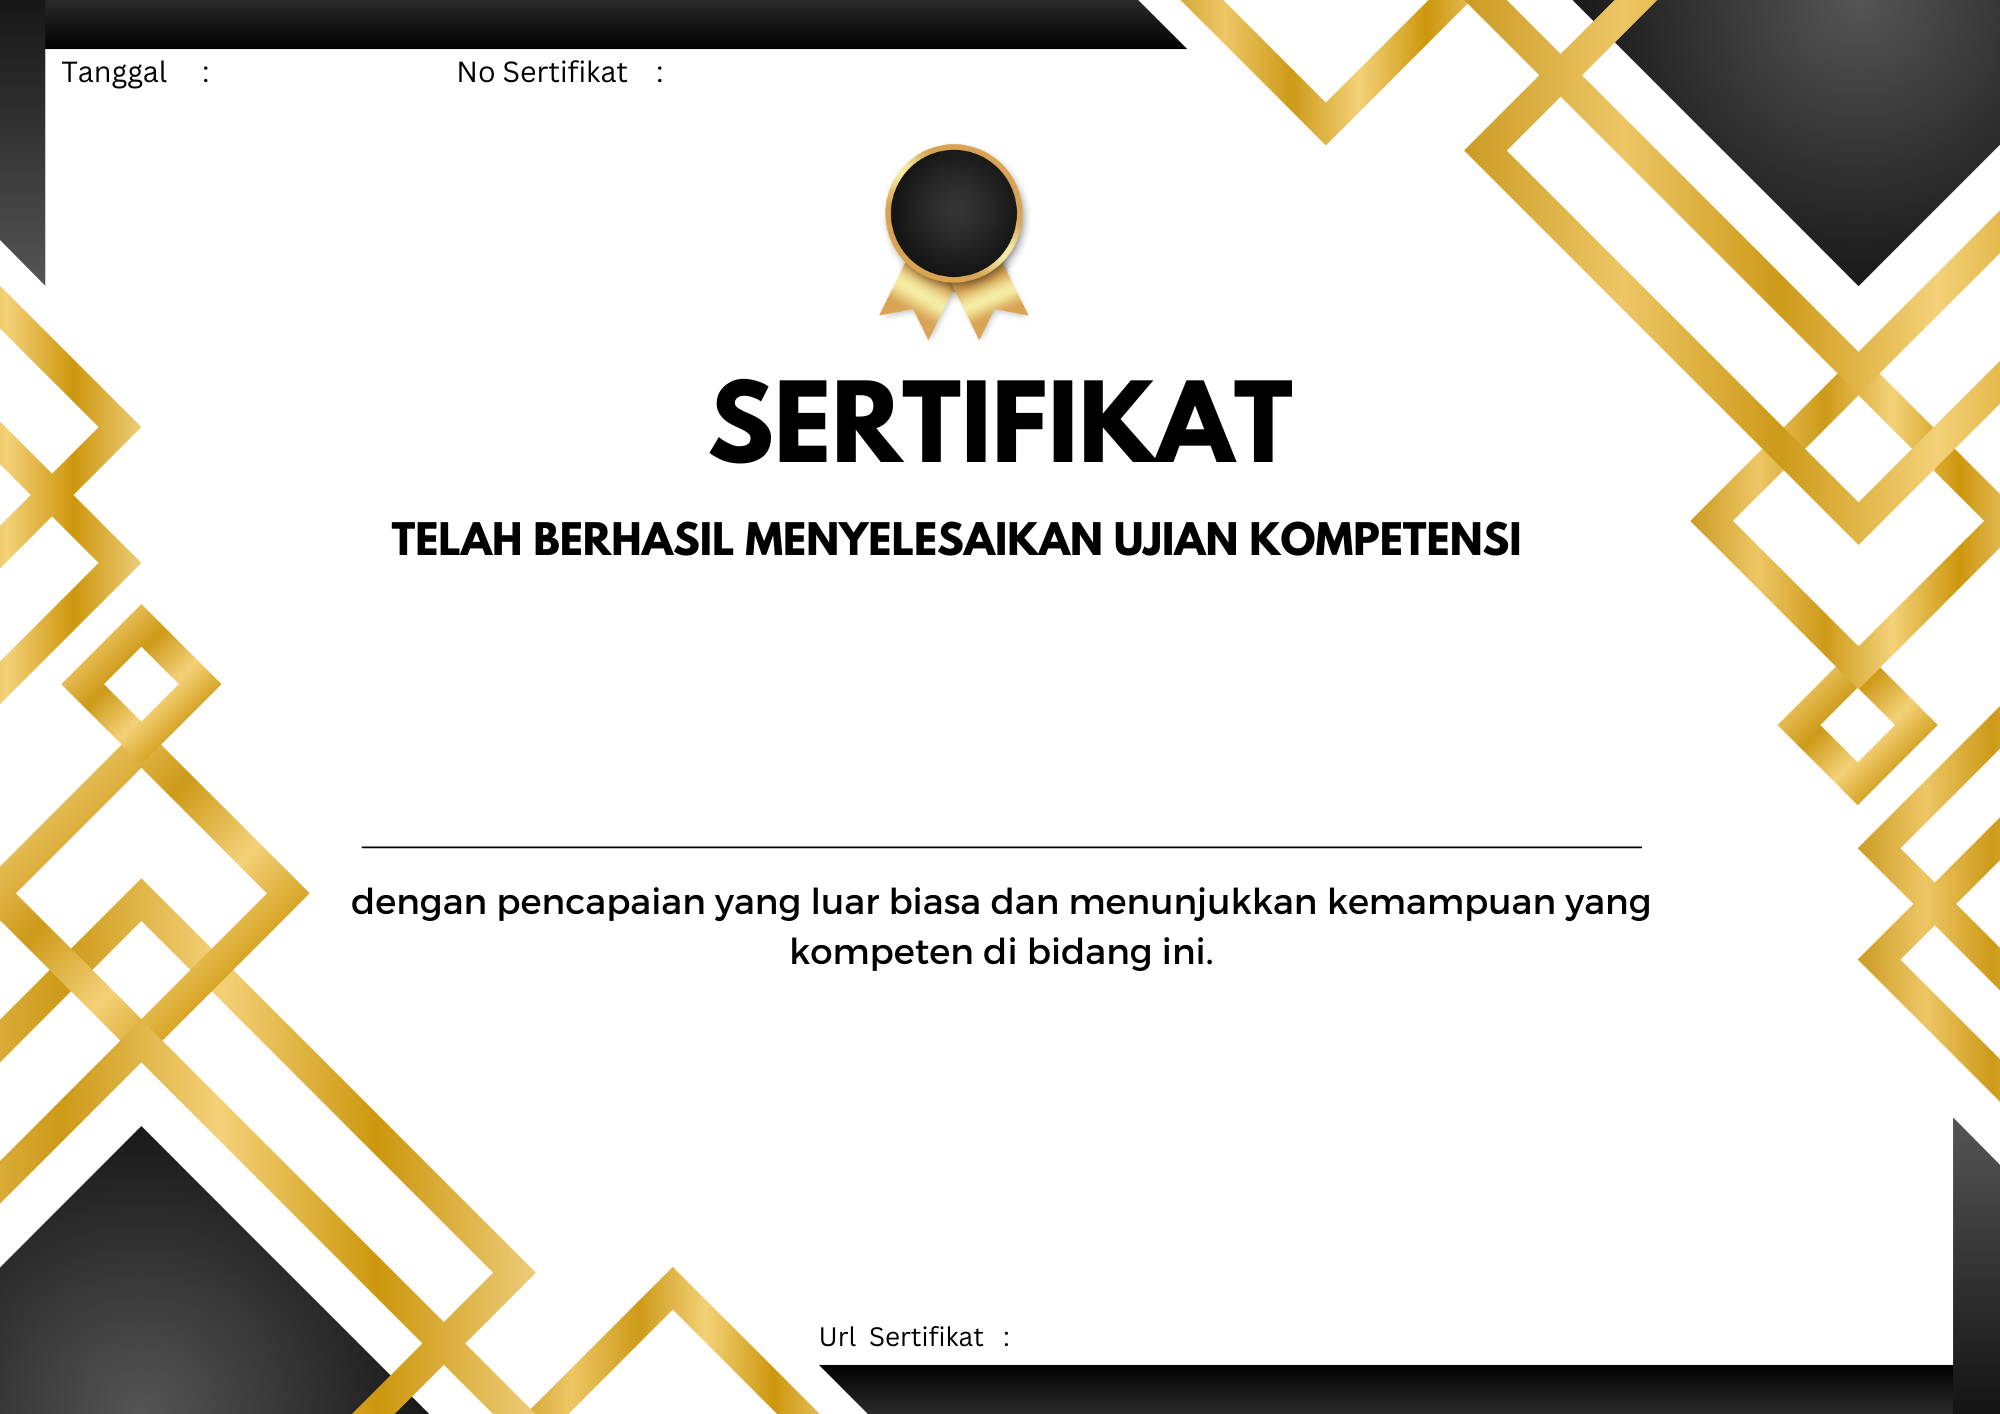 Tanggal : No Sertifikat :
SERTIFIKAT
TELAH BERHASIL MENYELESAIKAN UJIAN KOMPETENSI
dengan pencapaian yang luar biasa dan menunjukkan kemampuan yang
kompeten di bidang ini.
Url Sertifikat :